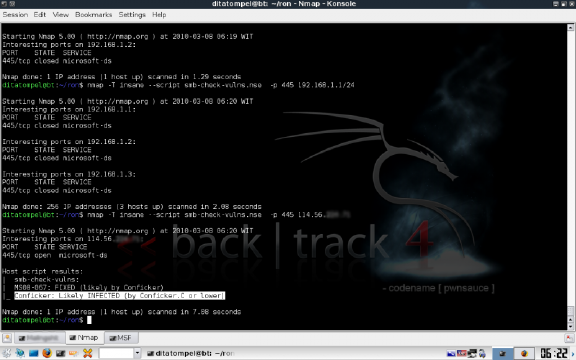 ditatompel@bt: ~/ron - Nmap - Konsole
Session Edit View Bookmarks Settings Help
Starting Nmap 5.00 ( http://nmap.org ) at 2010-03-08 06:19 WIT
Interesting ports on 192.168.1.2:
PORT STATE SERVICE
445/tcp closed microsoft-ds
Nmap done: 1 IP address (1 host up) scanned in 1.29 seconds
ditatompel@bt:~/ron$ nmap -T insane --script smb-check-vulns.nse -p 445 192.168.1.1/24
Starting Nmap 5.00 ( http://nmap.org ) at 2010-03-08 06:20 WIT
Interesting ports on 192.168.1.1:
PORT STATE SERVICE
445/tcp closed microsoft-ds
Interesting ports on 192.168.1.2:
PORT STATE SERVICE
445/tcp closed microsoft-ds
Interesting ports on 192.168.1.3:
PORT STATE SERVICE
445/tcp closed microsoft-ds
Nmap done: 256 IP addresses (3 hosts up) scanned in 2.08 seconds
ditatompel@bt:~/ron$ nmap -T insane --script smb-check-vulns.nse -p 445 114.56.
Starting Nmap 5.00 ( http://nmap.org ) at 2010-03-08 06:20 WIT
Interesting ports on 114.56.
PORT STATE SERVICE
445/tcp open microsoft-ds
<< back | track 4
Host script results:
| smb-check-vulns:
| MS08-067: FIXED (likely by Conficker)
|_ Conficker: Likely INFECTED (by Conficker.C or lower)
- codename [ pwnsauce ]
Nmap done: 1 IP address (1 host up) scanned in 7.08 seconds
ditatompel@bt:~/ron$
Nmap MSF
ditatompel@bt: ~/ron
06:22